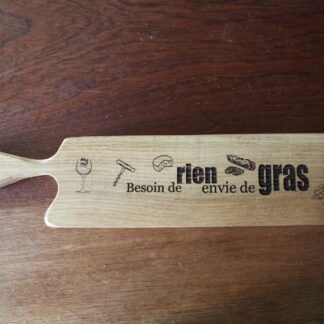 Besoin de rien envie de gras